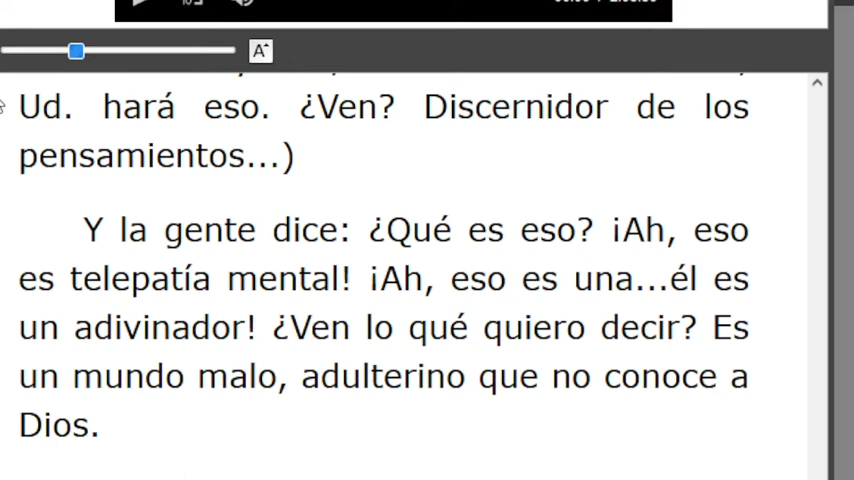 A
Ud. hará eso. ¿Ven? Discernidor de los
pensamientos...)
Y la gente dice: ¿Qué es eso? ¡Ah, eso
es telepatía mental! ¡Ah, eso es una...él es
un adivinador! ¿Ven lo qué quiero decir? Es
un mundo malo, adulterino que no conoce a
Dios.